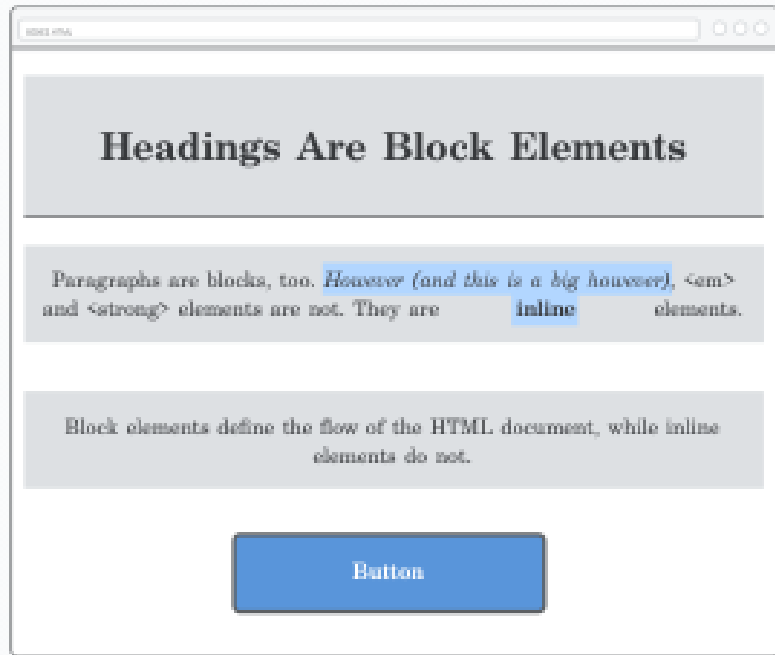 Headings Are Block Elements
Paragraphs are blocks, too. However (and this is a big however), <em>
and <strong> elements are not. They are inline elements.
Block elements define the flow of the HTML document, while inline
elements do not.
Button